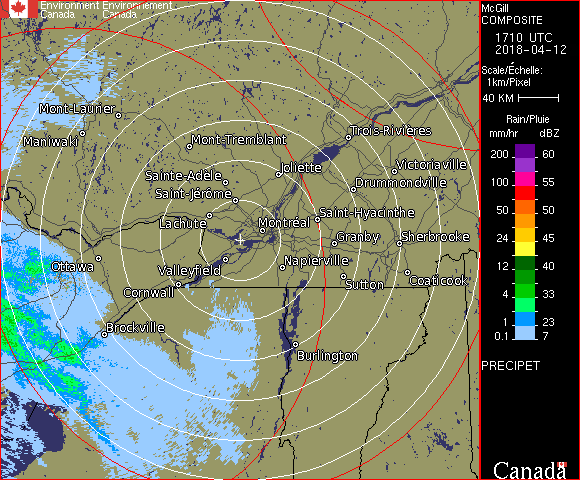 Environment Environnement
Canada Canada
McGill
COMPOSITE
1710 UTC
2018-04-12
Scale/Échelle:
1km/Pixel
40 KM
Rain/Pluie
mm/hr dBZ
200 60
100 55
50 50
24 45
12 40
8 33
4 33
1 23
0.1 7
PRECIPET
Canada
Mont-Laurier
Maniwaki
Mont-Tremblant
Trois-Rivières
Joliette
Victoriaville
Sainte-Adèle
Drummondville
Saint-Jérôme
Lachute
Saint-Hyacinthe
Montréal
Granby
Sherbrooke
Ottawa
Valleyfield
Napierville
Cornwall
Sutton
Coaticook
Brockville
Burlington